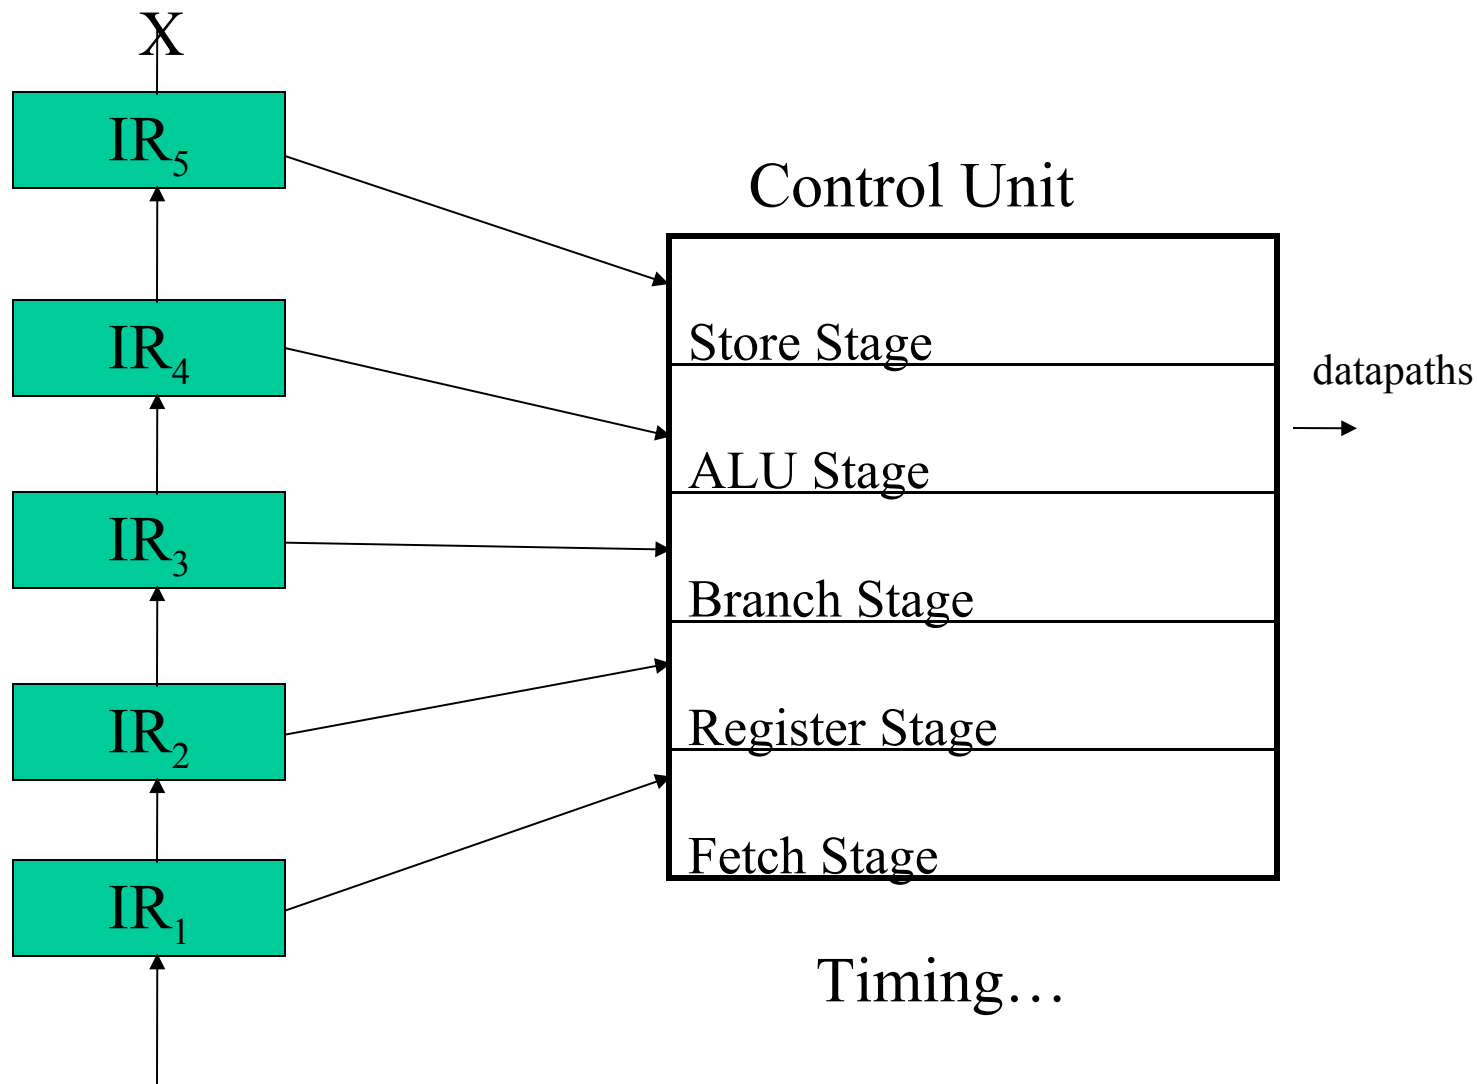 X
IR5
Control Unit
Store Stage
IR4
datapaths
ALU Stage
IR3
Branch Stage
IR2
Register Stage
Fetch Stage
IR1
Timing…